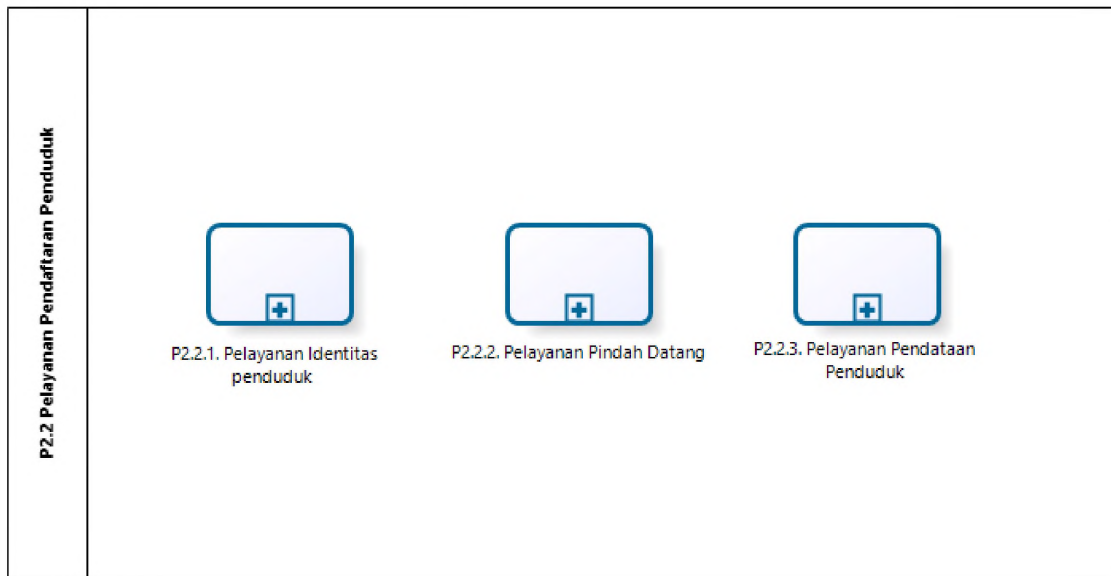 P2.2 Pelayanan Pendaftaran Penduduk
P2.2.1. Pelayanan Identitas
penduduk
P2.2.2. Pelayanan Pindah Datang
P2.2.3. Pelayanan Pendataan
Penduduk